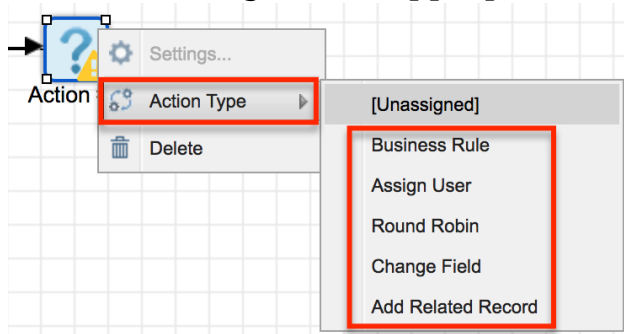 Settings...
Action
Action Type
[Unassigned]
Delete
Business Rule
Assign User
Round Robin
Change Field
Add Related Record